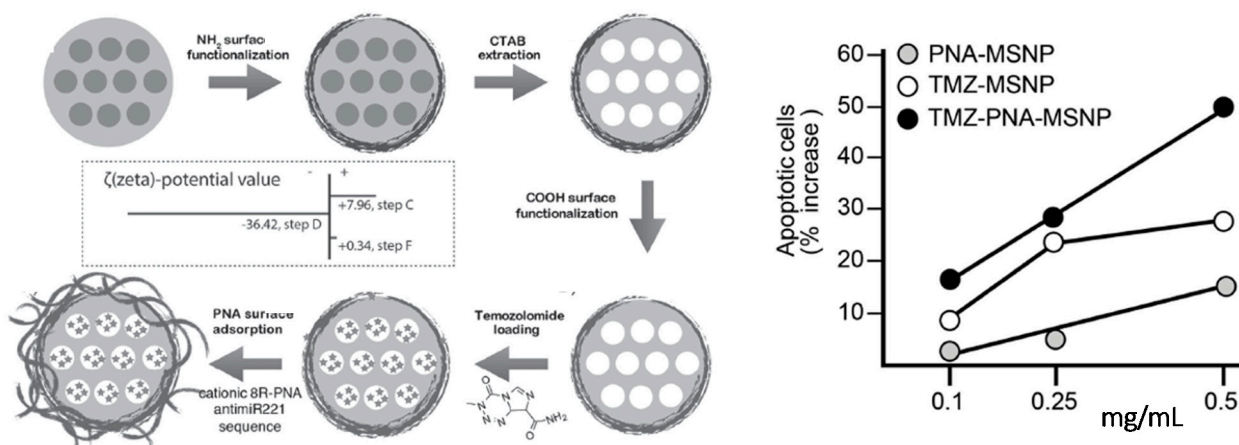 NH2 surface
functionalization
CTAB
extraction
ζ(zeta)-potential value
- +
+7.96, step C
-36.42, step D
+0.34, step F
COOH surface
functionalization
PNA surface
adsorption
cationic 8R-PNA
antimiR221
sequence
Temozolomide
loading
O
N
N
N
N
N
NH2
O
PNA-MSNP
TMZ-MSNP
TMZ-PNA-MSNP
Apoptotic cells
(% increase )
60
50
40
30
20
10
0.1 0.25 0.5
mg/mL